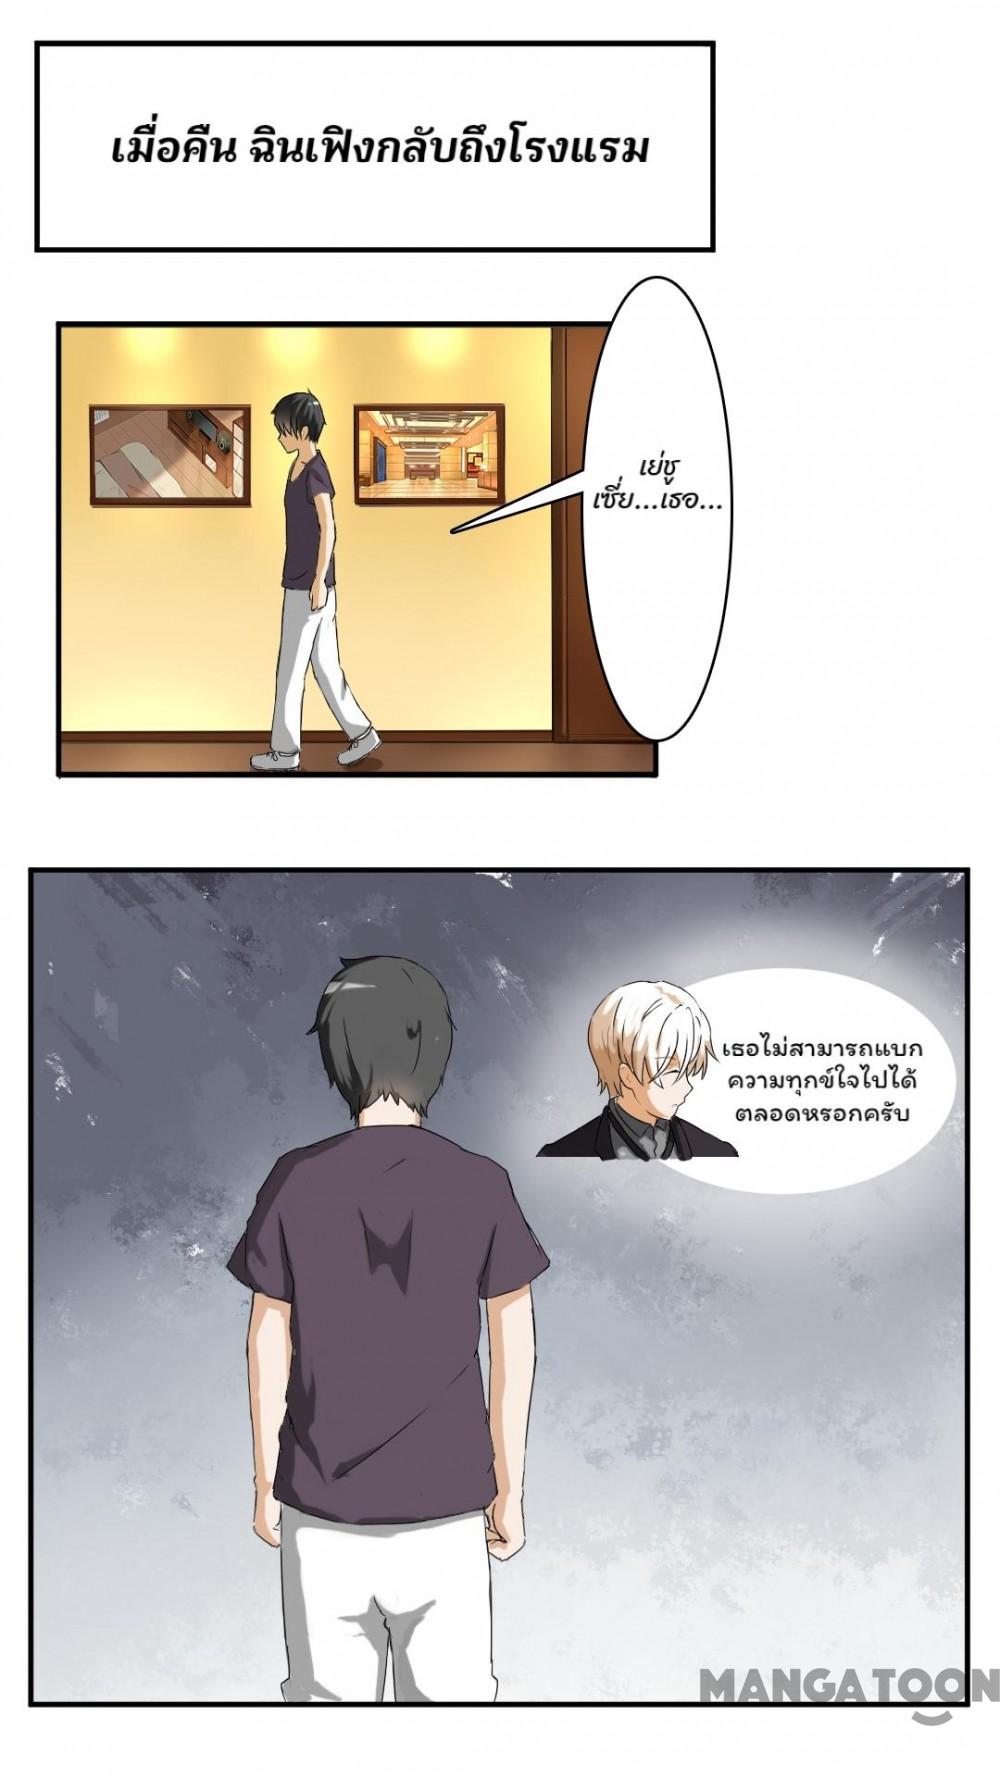 เมื่อคืน ฉินเฟิงกลับถึงโรงแรม
เย่ชู
เซี่ย...เธอ...
เธอไม่สามารถแบก
ความทุกข์ใจไปได้
ตลอดหรอกครับ
MANGATOON